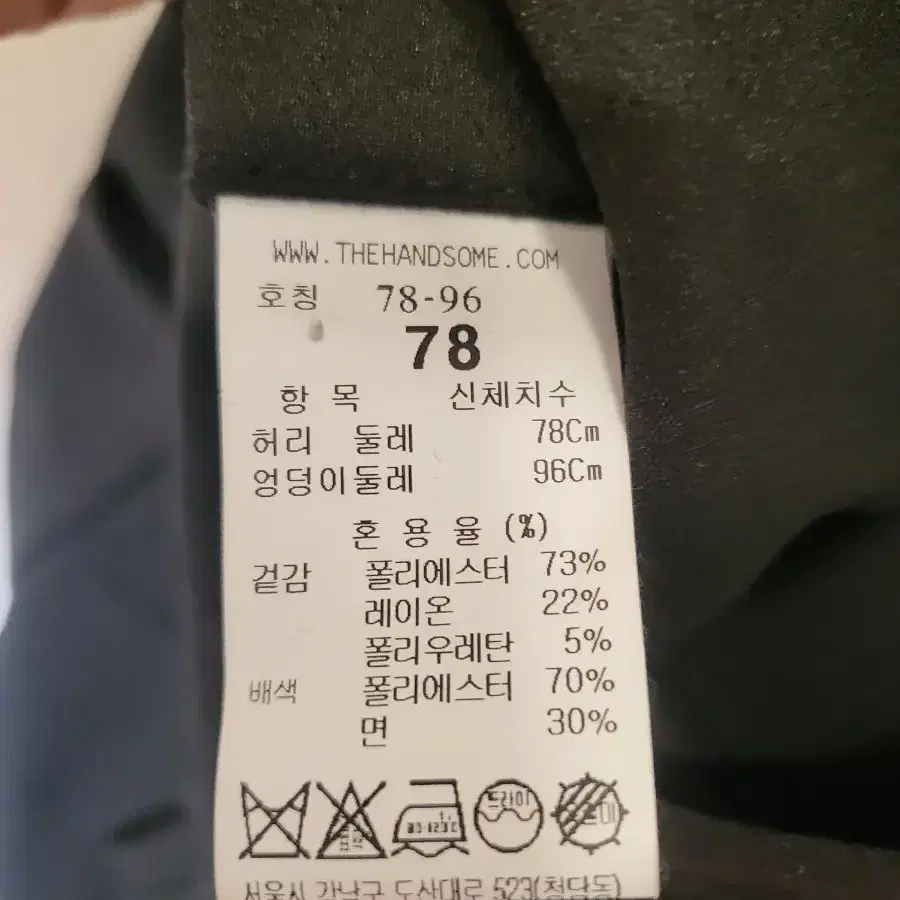 WWW.THEHANDSOME.COM
호칭 78-96
78
항 목 신체치수
허리 둘레 78Cm
엉덩이둘레 96Cm
혼 용 율 (%)
겉감 폴리에스터 73%
레이온 22%
폴리우레탄 5%
배색 폴리에스터 70%
면 30%
드라이
서울시 강남구 도산대로 523(청담동)